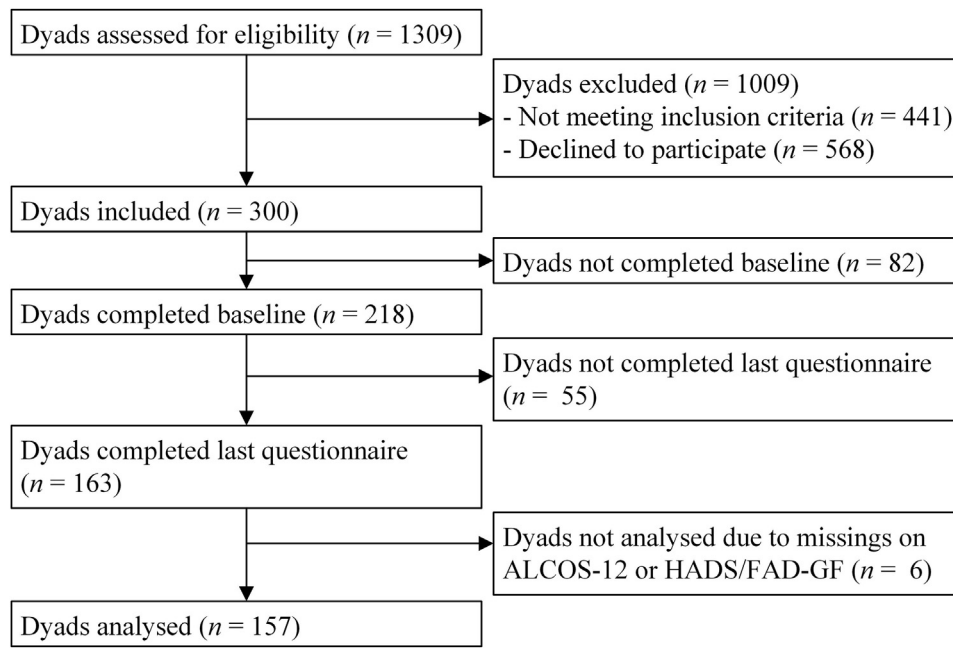 Dyads assessed for eligibility (n = 1309)
Dyads excluded (n = 1009)
- Not meeting inclusion criteria (n = 441)
- Declined to participate (n = 568)
Dyads included (n = 300)
Dyads not completed baseline (n = 82)
Dyads completed baseline (n = 218)
Dyads not completed last questionnaire
(n = 55)
Dyads completed last questionnaire
(n = 163)
Dyads not analysed due to missings on
ALCOS-12 or HADS/FAD-GF (n = 6)
Dyads analysed (n = 157)